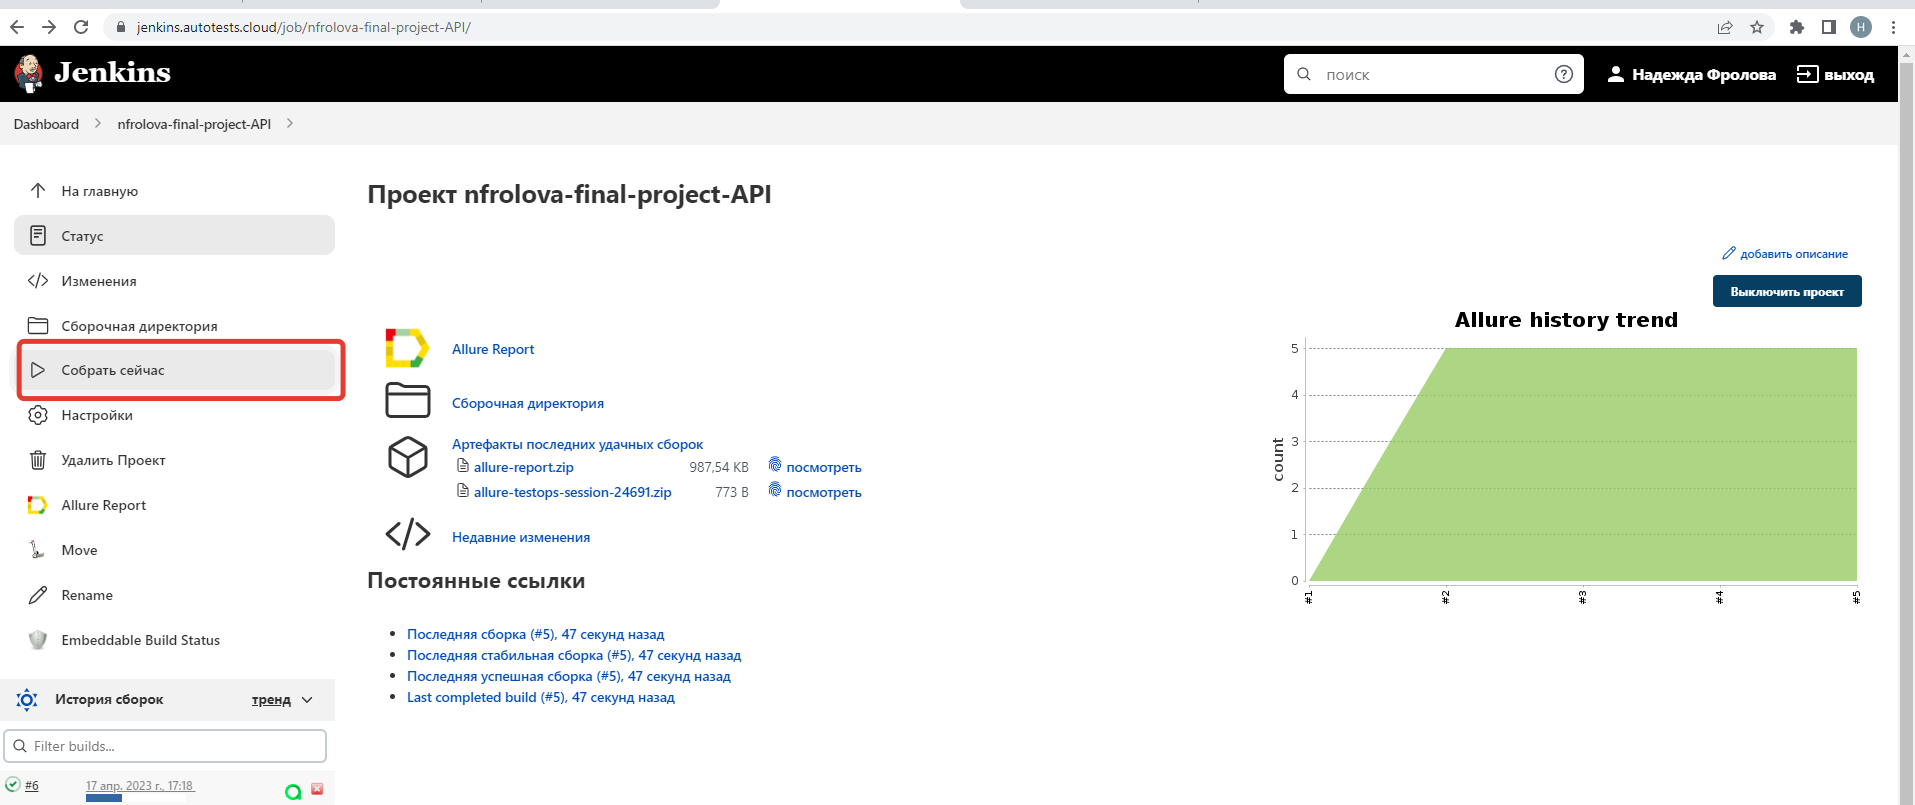 jenkins.autotests.cloud/job/nfrolova-final-project-API/
H
Jenkins
поиск
Надежда Фролова
выход
Dashboard
nfrolova-final-project-API
На главную
Статус
Изменения
Сборочная директория
Собрать сейчас
Настройки
Удалить Проект
Allure Report
Move
Rename
Embeddable Build Status
История сборок
тренд
Filter builds...
#6
17 апр. 2023 г., 17:18
Проект nfrolova-final-project-API
добавить описание
Выключить проект
Allure Report
Сборочная директория
Артефакты последних удачных сборок
allure-report.zip 987,54 KB посмотреть
allure-testops-session-24691.zip 773 B посмотреть
Недавние изменения
Постоянные ссылки
Последняя сборка (#5), 47 секунд назад
Последняя стабильная сборка (#5), 47 секунд назад
Последняя успешная сборка (#5), 47 секунд назад
Last completed build (#5), 47 секунд назад
Allure history trend
count
5
4
3
2
1
0
#1
#2
#3
#4
#5